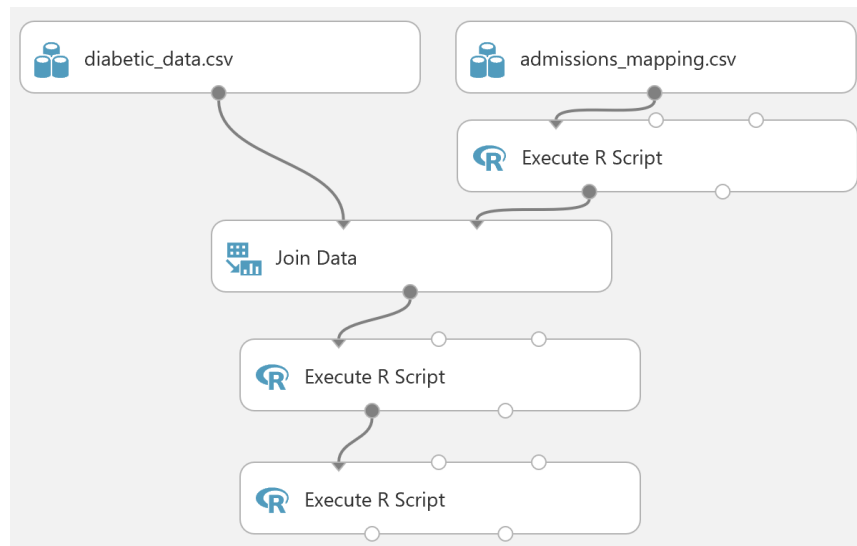 diabetic_data.csv
admissions_mapping.csv
Execute R Script
Join Data
Execute R Script
Execute R Script